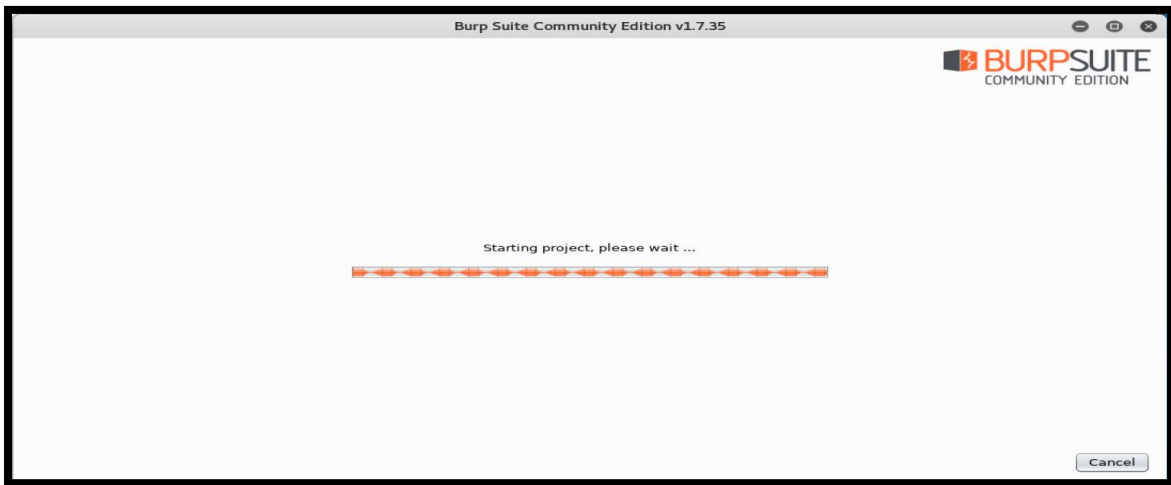 Burp Suite Community Edition v1.7.35
BURPSUITE
COMMUNITY EDITION
Starting project, please wait ...
Cancel